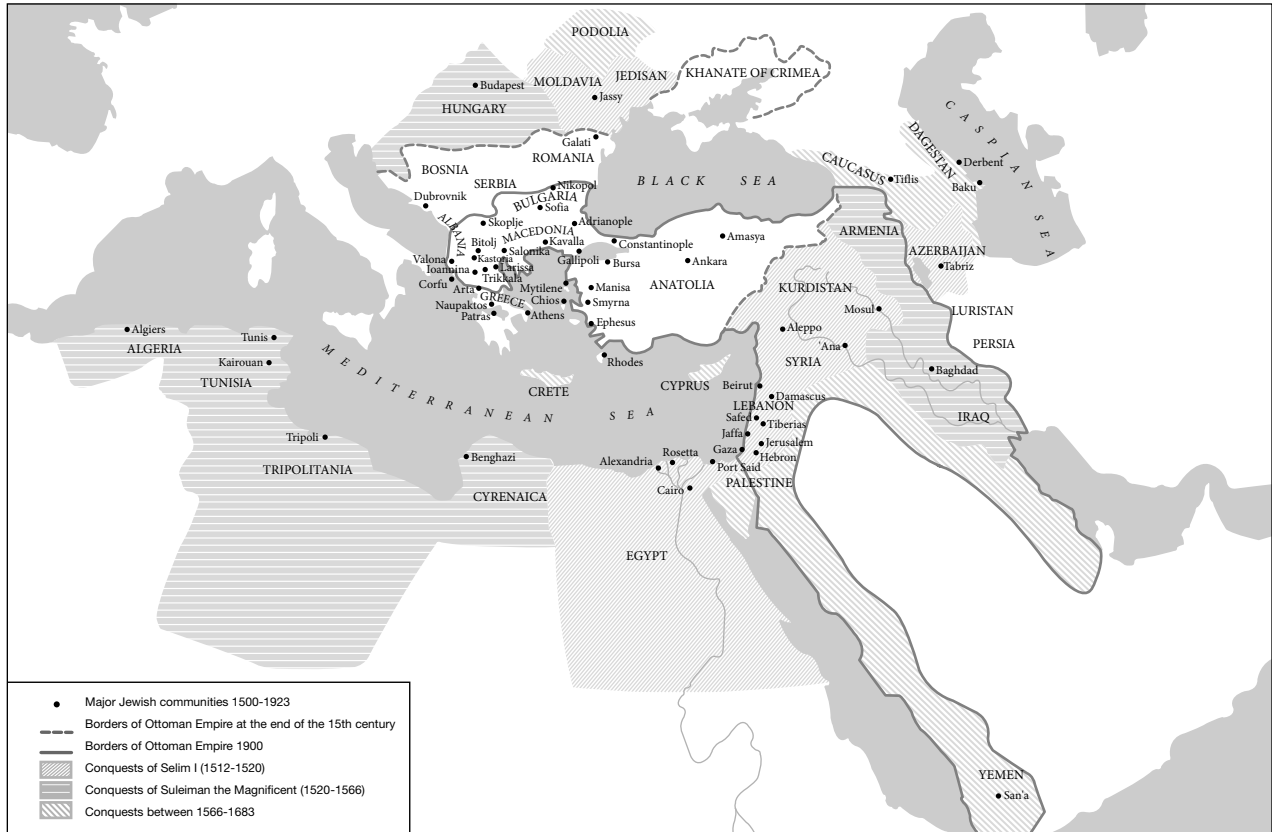 PODOLIA
KHANATE OF CRIMEA
MOLDAVIA
JEDISAN
Budapest
Jassy
HUNGARY
Galati
ROMANIA
CASPIAN SEA
DAGESTAN
Derbent
CAUCASUS
Tiflis
Baku
BOSNIA
SERBIA
Nikopol
BLACK SEA
Dubrovnik
BULGARIA
Sofia
ALBANIA
Skoplje
Adrianople
MACEDONIA
ARMENIA
Bitolj
Kavalla
Constantinople
Amasya
AZERBAIJAN
Valona
Kastoria
Salonika
Gallipoli
Bursa
Ankara
Tabriz
Ioannina
Larissa
Corfu
Trikkala
Arta
GREECE
Mytilene
Manisa
ANATOLIA
KURDISTAN
Naupaktos
Chios
Smyrna
Mosul
LURISTAN
Patras
Athens
Ephesus
Algiers
Tunis
Aleppo
ALGERIA
MEDITERRANEAN SEA
'Ana
PERSIA
Kairouan
Rhodes
SYRIA
TUNISIA
CRETE
CYPRUS
Beirut
Baghdad
Damascus
LEBANON
Safed
IRAQ
Tiberias
Tripoli
Jaffa
Jerusalem
Benghazi
Rosetta
Gaza
Hebron
TRIPOLITANIA
Alexandria
Port Said
PALESTINE
CYRENAICA
Cairo
EGYPT
YEMEN
San'a
Major Jewish communities 1500-1923
Borders of Ottoman Empire at the end of the 15th century
Borders of Ottoman Empire 1900
Conquests of Selim I (1512-1520)
Conquests of Suleiman the Magnificent (1520-1566)
Conquests between 1566-1683